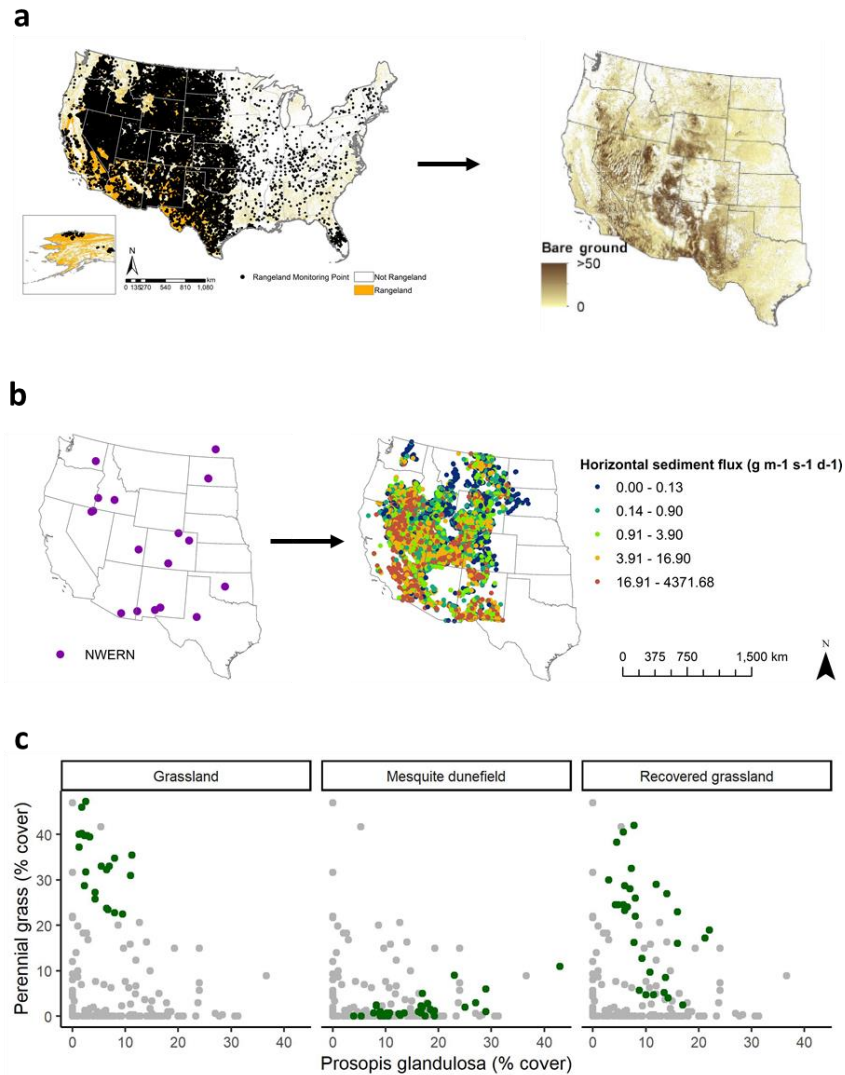 a
N
0 135 270 540 810 1,080
km
Rangeland Monitoring Point
Not Rangeland
Rangeland
Bare ground
>50
0
b
NWERN
Horizontal sediment flux (g m-1 s-1 d-1)
0.00 - 0.13
0.14 - 0.90
0.91 - 3.90
3.91 - 16.90
16.91 - 4371.68
0 375 750 1,500 km
N
c
Grassland Mesquite dunefield Recovered grassland
Perennial grass (% cover)
40
30
20
10
0
0 10 20 30 40 0 10 20 30 40 0 10 20 30 40
Prosopis glandulosa (% cover)